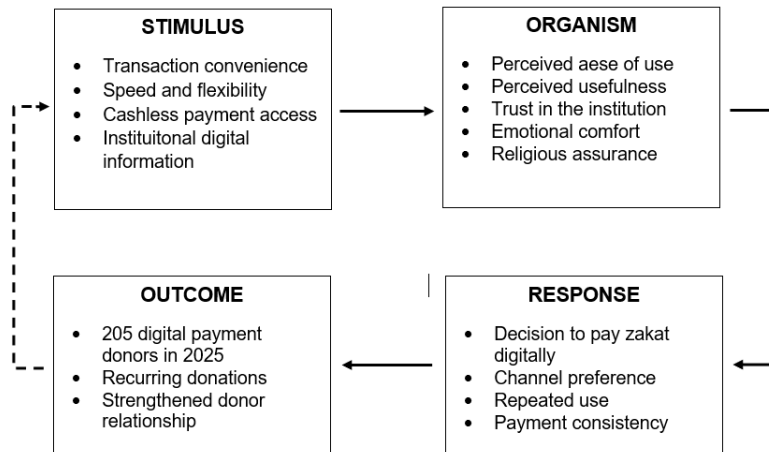 STIMULUS
• Transaction convenience
• Speed and flexibility
• Cashless payment access
• Instituitonal digital
information
ORGANISM
• Perceived aese of use
• Perceived usefulness
• Trust in the institution
• Emotional comfort
• Religious assurance
OUTCOME
• 205 digital payment
donors in 2025
• Recurring donations
• Strengthened donor
relationship
RESPONSE
• Decision to pay zakat
digitally
• Channel preference
• Repeated use
• Payment consistency